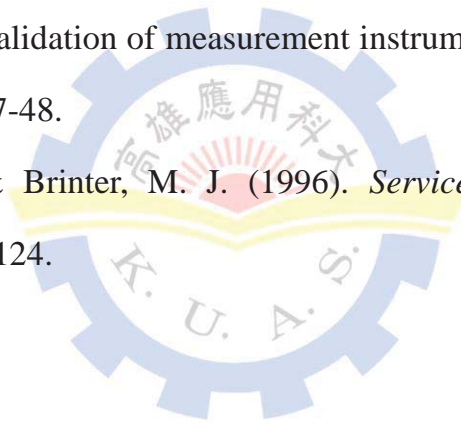 alidation of measurement instrum
7-48.
高雄應用科大
Brinter, M. J. (1996). Service
124.
K. U. A. S.